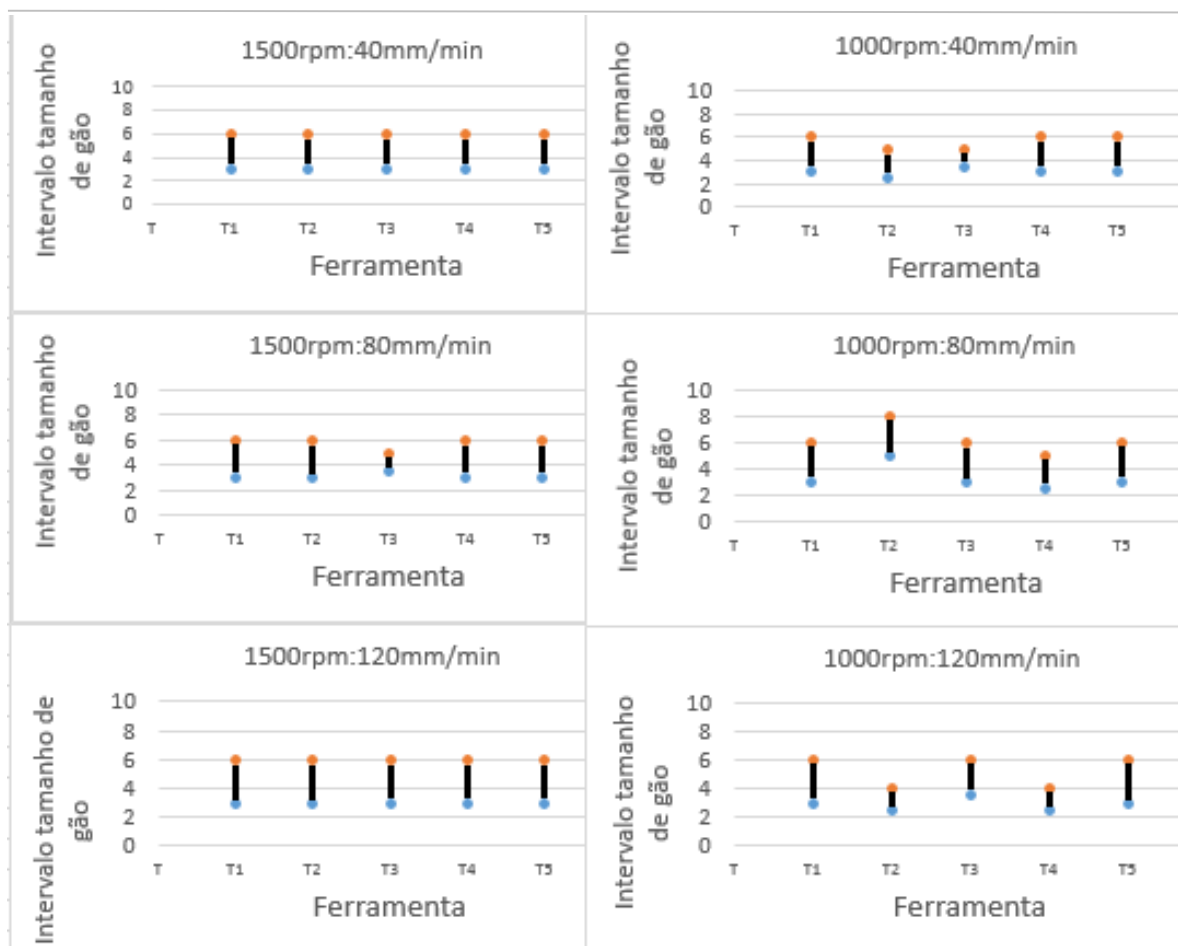 1500rpm:40mm/min
Intervalo tamanho
de gão
10
8
6
4
2
0
T T1 T2 T3 T4 T5
Ferramenta
1000rpm:40mm/min
Intervalo tamanho
de gão
10
8
6
4
2
0
T T1 T2 T3 T4 T5
Ferramenta
1500rpm:80mm/min
Intervalo tamanho
de gão
10
8
6
4
2
0
T T1 T2 T3 T4 T5
Ferramenta
1000rpm:80mm/min
Intervalo tamanho
de gão
10
8
6
4
2
0
T T1 T2 T3 T4 T5
Ferramenta
1500rpm:120mm/min
Intervalo tamanho de
gão
10
8
6
4
2
0
T T1 T2 T3 T4 T5
Ferramenta
1000rpm:120mm/min
Intervalo tamanho
de gão
10
8
6
4
2
0
T T1 T2 T3 T4 T5
Ferramenta